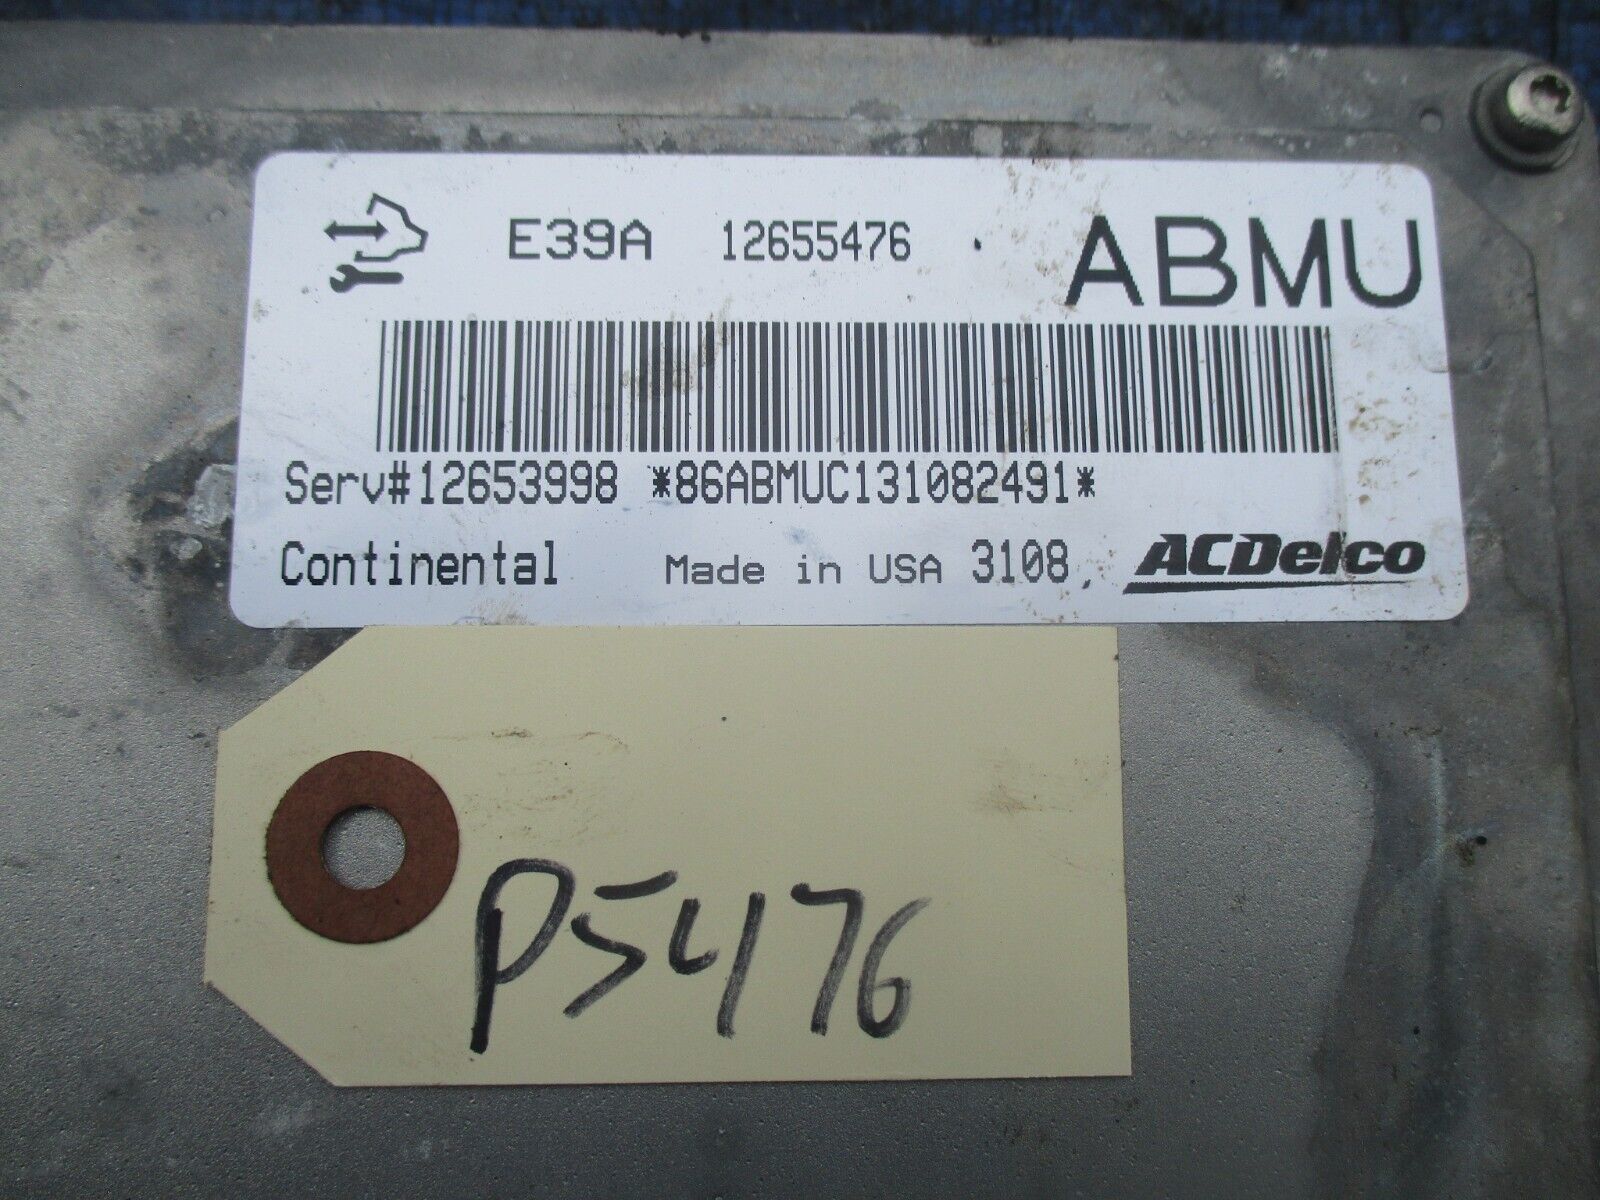 E39A 12655476 ABMU
Serv#12653998 *86ABMUC131082491*
Continental Made in USA 3108 ACDelco
P5476